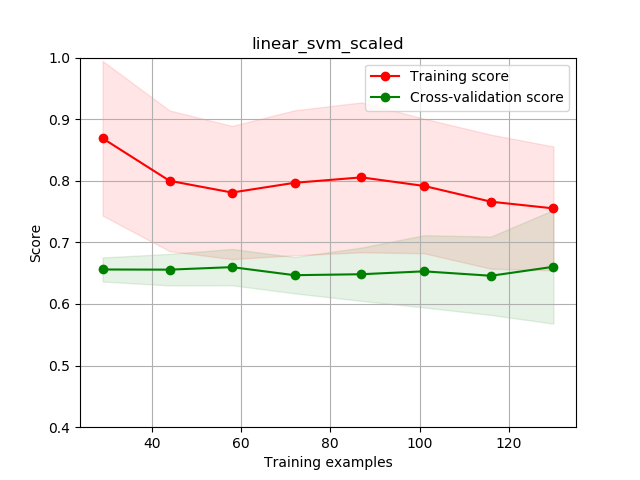 linear_svm_scaled
Training score
Cross-validation score
1.0
0.9
0.8
0.7
0.6
0.5
0.4
Score
40 60 80 100 120
Training examples